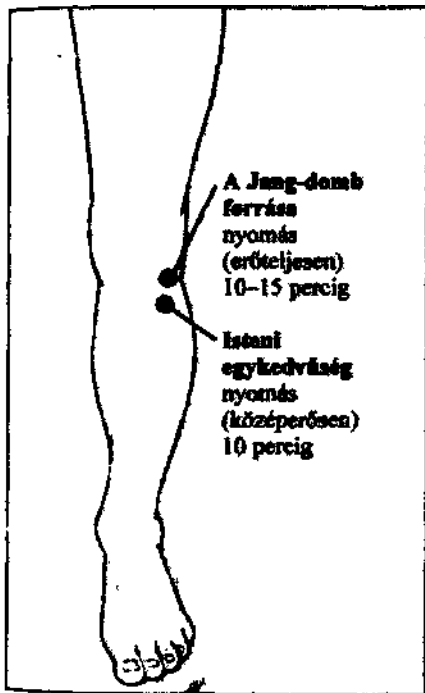 A Jang-domb
forrása
nyomás
(erőteljesen)
10–15 percig
Isteni
egykedvűség
nyomás
(középerősen)
10 percig